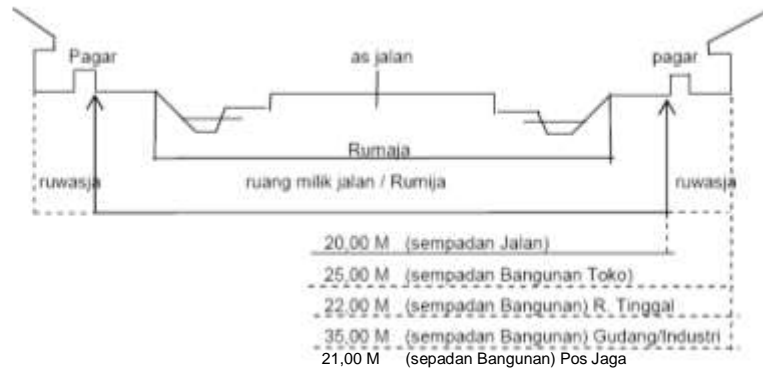 Pagar as jalan pagar
Rumaja
ruwasja ruang milik jalan / Rumija ruwasja
20,00 M (sempadan Jalan)
25,00 M (sempadan Bangunan Toko)
22,00 M (sempadan Bangunan) R. Tinggal
35,00 M (sempadan Bangunan) Gudang/Industri
21,00 M (sepadan Bangunan) Pos Jaga